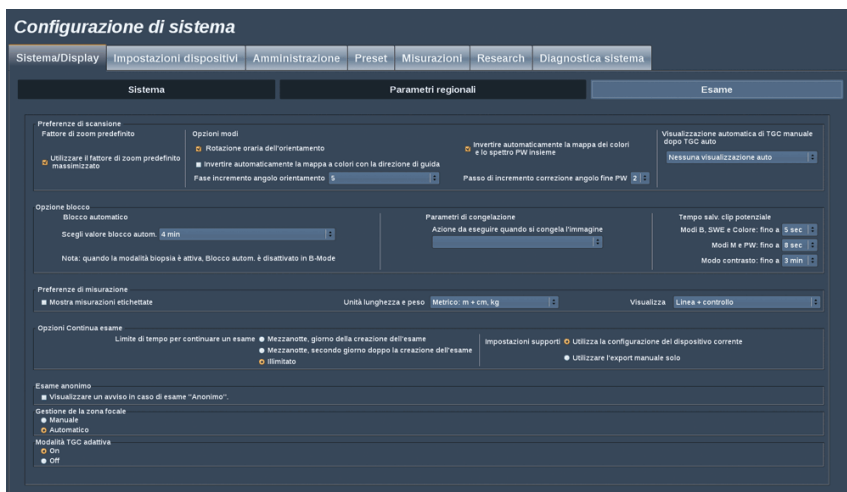 Configurazione di sistema
Sistema/Display Impostazioni dispositivi Amministrazione Preset Misurazioni Research Diagnostica sistema
Sistema Parametri regionali Esame
Preferenze di scansione
Fattore di zoom predefinito
Utilizzare il fattore di zoom predefinito
massimizzato
Opzioni modi
Rotazione oraria dell'orientamento
Invertire automaticamente la mappa a colori con la direzione di guida
Fase incremento angolo orientamento 5
Invertire automaticamente la mappa dei colori
e lo spettro PW insieme
Passo di incremento correzione angolo fine PW 2
Visualizzazione automatica di TGC manuale
dopo TGC auto
Nessuna visualizzazione auto
Opzione blocco
Blocco automatico
Scegli valore blocco autom. 4 min
Nota: quando la modalità biopsia è attiva, Blocco autom, è disattivato in B-Mode
Parametri di congelazione
Azione da eseguire quando si congela l'immagine
Tempo salv. clip potenziale
Modi B, SWE e Colore: fino a 5 sec
Modi M e PW: fino a 8 sec
Modo contrasto: fino a 3 min
Preferenze di misurazione
Mostra misurazioni etichettate
Unità lunghezza e peso Metrico: m + cm, kg
Visualizza Linea + controllo
Opzioni Continua esame
Limite di tempo per continuare un esame Mezzanotte, giorno della creazione dell'esame
Mezzanotte, secondo giorno doppo la creazione dell'esame
Illimitato
Impostazioni supporti Utilizza la configurazione del dispositivo corrente
Utilizzare l'export manuale solo
Esame anonimo
Visualizzare un avviso in caso di esame "Anonimo".
Gestione de la zona focale
Manuale
Automatico
Modalità TGC adattiva
On
Off